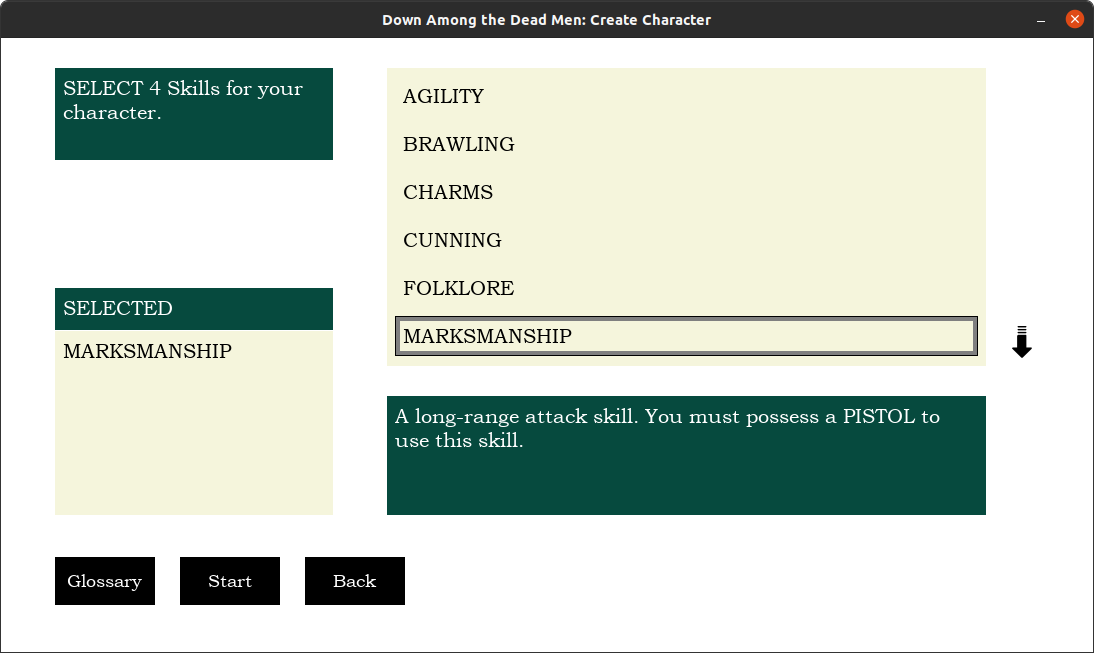 Down Among the Dead Men: Create Character
SELECT 4 Skills for your
character.
AGILITY
BRAWLING
CHARMS
CUNNING
FOLKLORE
MARKSMANSHIP
SELECTED
MARKSMANSHIP
A long-range attack skill. You must possess a PISTOL to
use this skill.
Glossary
Start
Back